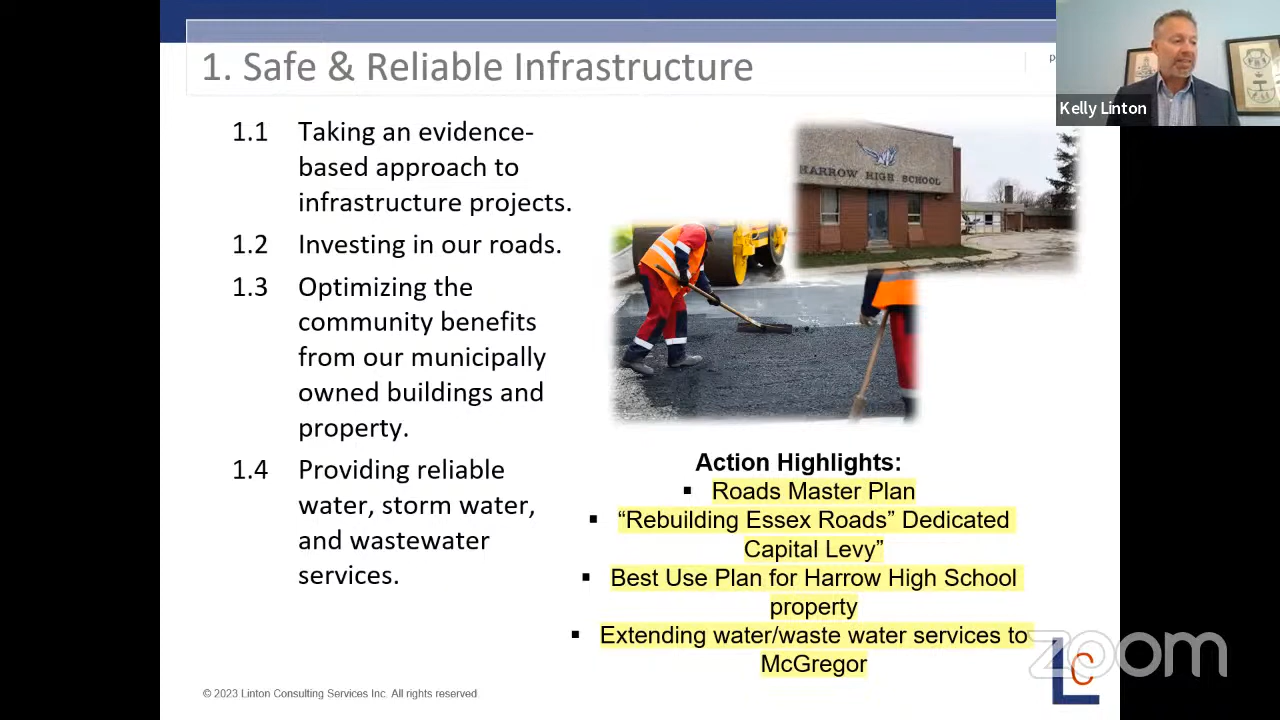 1. Safe & Reliable Infrastructure
p
Kelly Linton
1.1 Taking an evidence-
based approach to
infrastructure projects.
1.2 Investing in our roads.
1.3 Optimizing the
community benefits
from our municipally
owned buildings and
property.
1.4 Providing reliable
water, storm water,
and wastewater
services.
HARROW HIGH SCHOOL
Action Highlights:
▪ Roads Master Plan
▪ “Rebuilding Essex Roads” Dedicated
Capital Levy”
▪ Best Use Plan for Harrow High School
property
▪ Extending water/waste water services to
McGregor
zoom
LC
© 2023 Linton Consulting Services Inc. All rights reserved